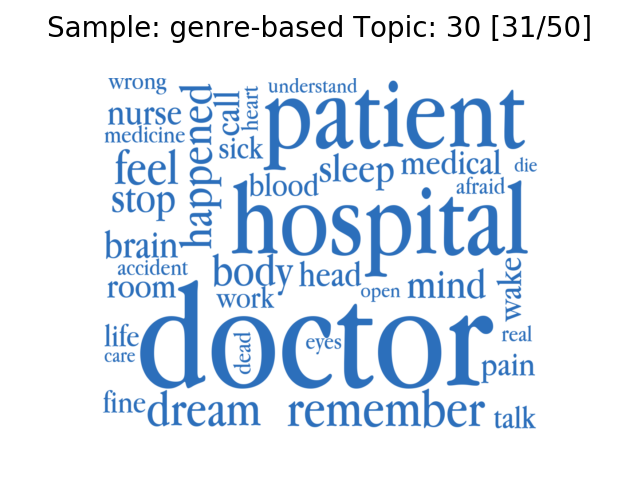 Sample: genre-based Topic: 30 [31/50]
wrong
understand
nurse
happened
call
heart
patient
medicine
sick
feel
sleep
medical
die
stop
blood
afraid
hospital
brain
accident
body
head
mind
wake
room
work
open
doctor
life
dead
eyes
real
care
pain
fine
dream
remember
talk